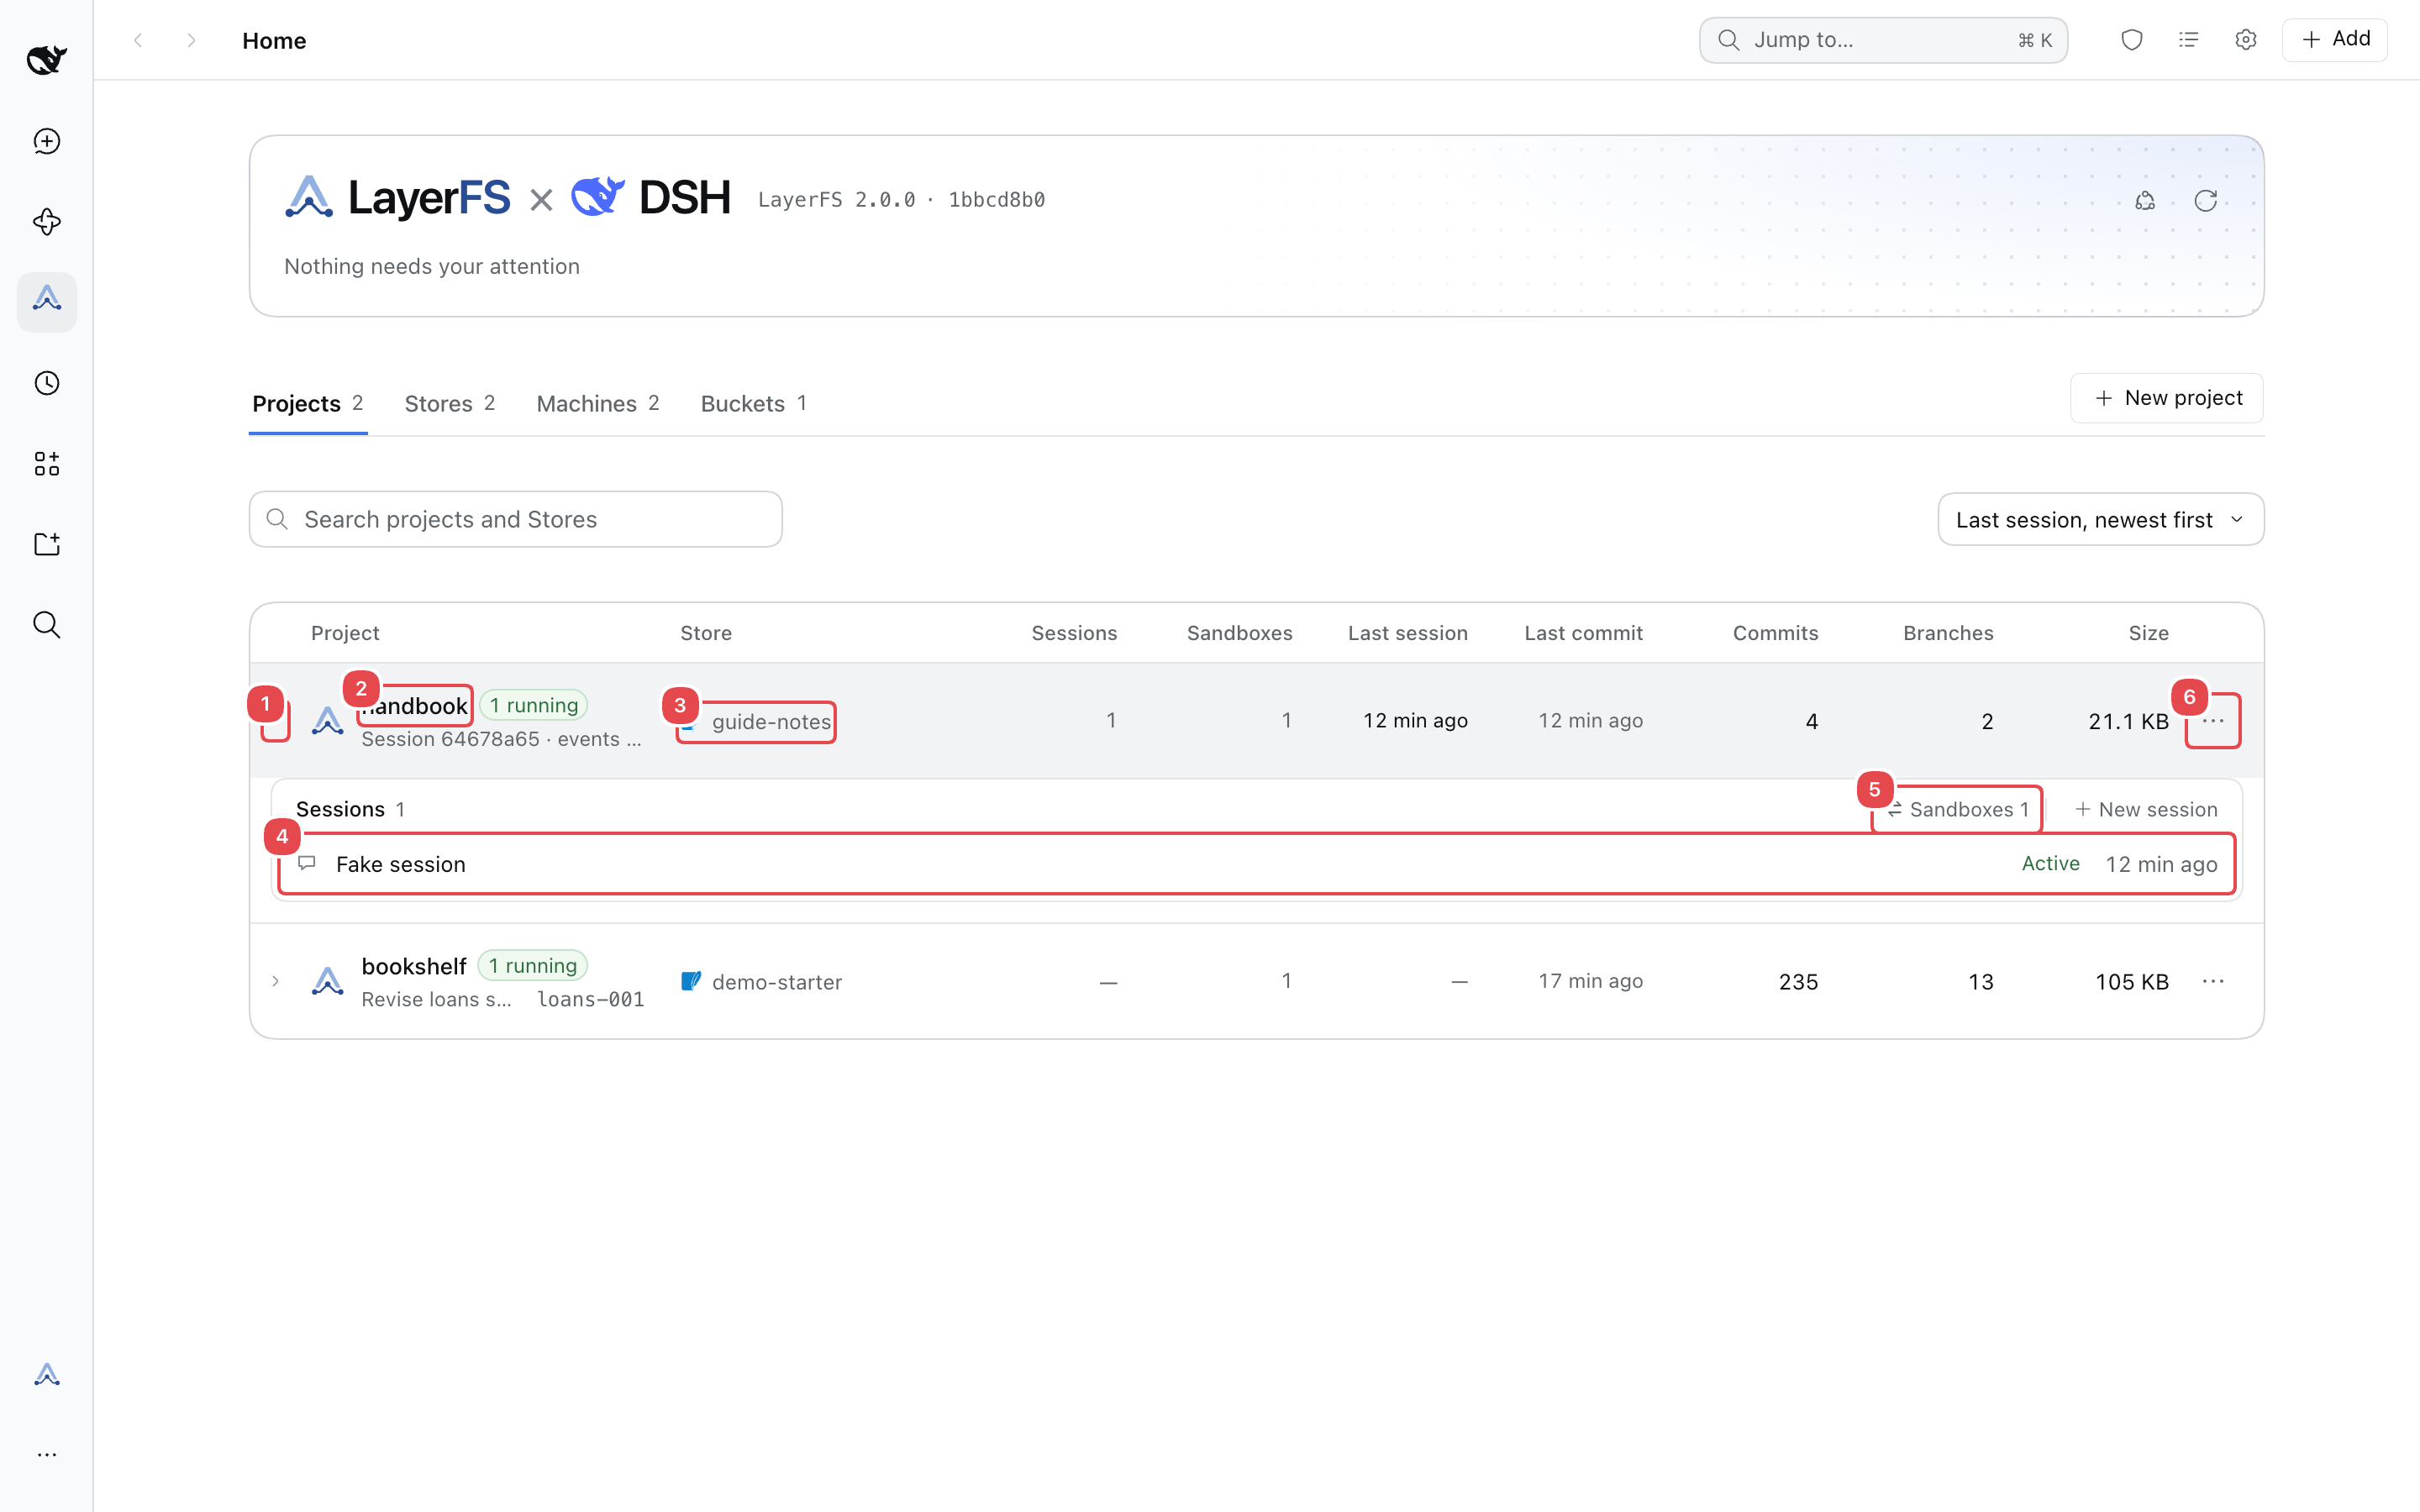 Home
Jump to... ⌘ K
+ Add
LayerFS × DSH LayerFS 2.0.0 · 1bbcd8b0
Nothing needs your attention
Projects 2 Stores 2 Machines 2 Buckets 1
+ New project
Search projects and Stores
Last session, newest first
Project Store Sessions Sandboxes Last session Last commit Commits Branches Size
1 2 3 6
handbook 1 running guide-notes 1 1 12 min ago 12 min ago 4 2 21.1 KB ...
Session 64678a65 · events ...
5
Sessions 1 Sandboxes 1 + New session
4
Fake session Active 12 min ago
bookshelf 1 running demo-starter — 1 — 17 min ago 235 13 105 KB ...
Revise loans s... loans-001